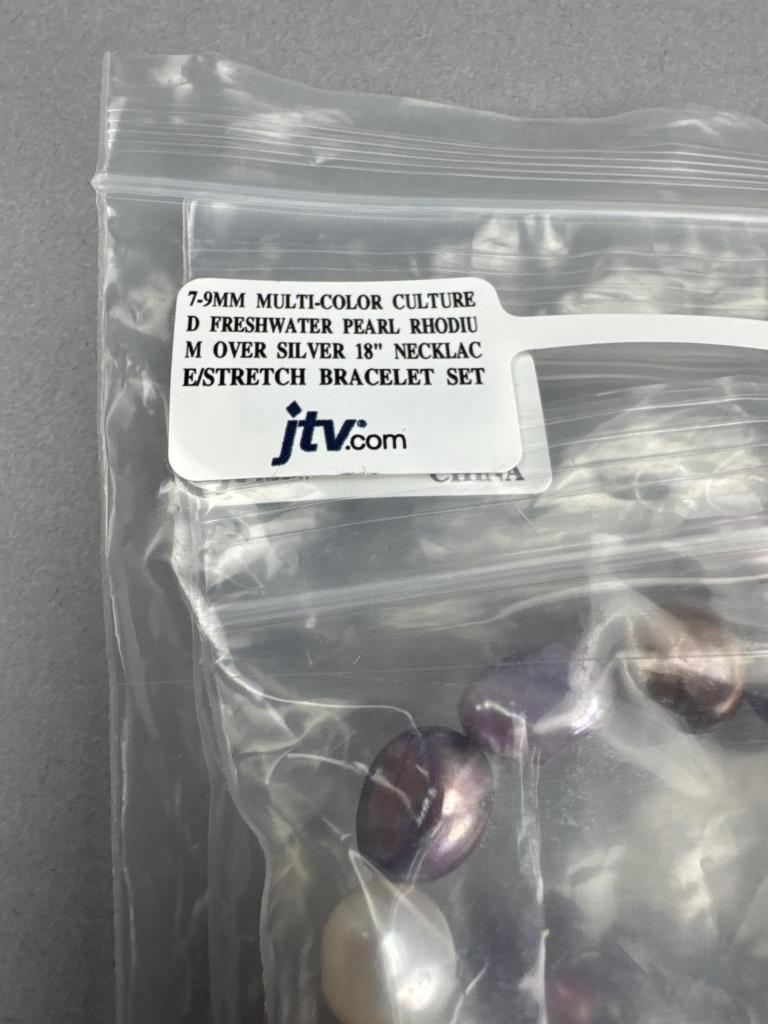 7-9MM MULTI-COLOR CULTURE
D FRESHWATER PEARL RHODIU
M OVER SILVER 18" NECKLAC
E/STRETCH BRACELET SET
jtv®.com
CHINA